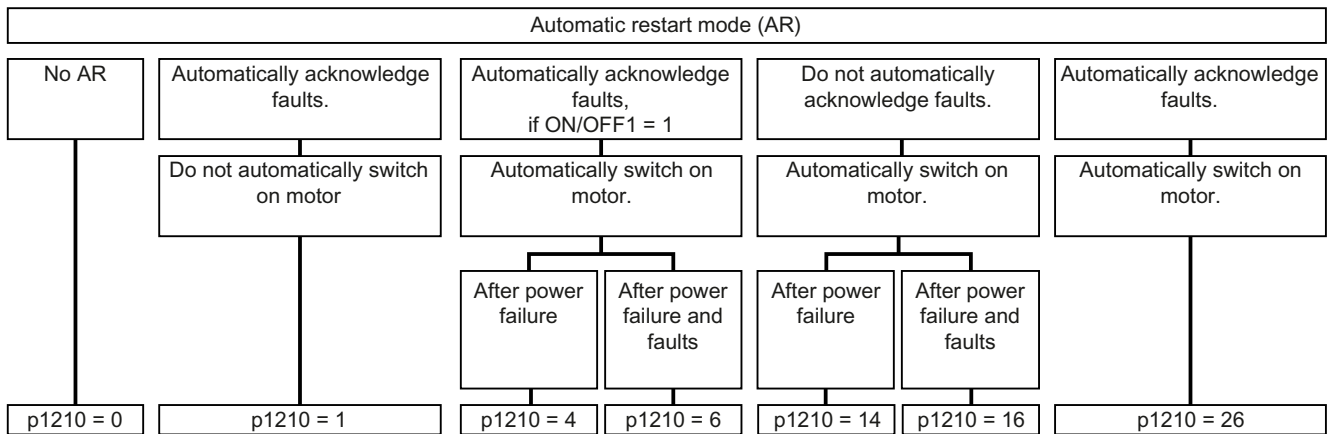 Automatic restart mode (AR)
No AR
Automatically acknowledge
faults.
Automatically acknowledge
faults,
if ON/OFF1 = 1
Do not automatically
acknowledge faults.
Automatically acknowledge
faults.
Do not automatically switch
on motor
Automatically switch on
motor.
Automatically switch on
motor.
Automatically switch on
motor.
After power
failure
After power
failure and
faults
After power
failure
After power
failure and
faults
p1210 = 0
p1210 = 1
p1210 = 4
p1210 = 6
p1210 = 14
p1210 = 16
p1210 = 26